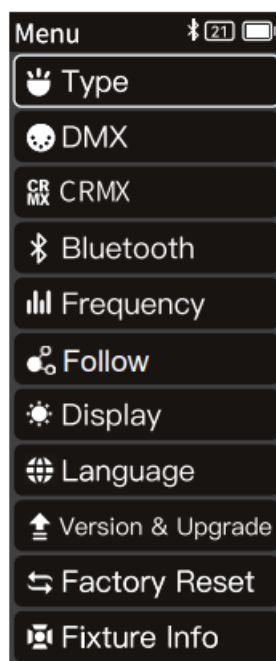 Menu 21
Type
DMX
CR
MX CRMX
Bluetooth
Frequency
Follow
Display
Language
Version & Upgrade
Factory Reset
Fixture Info